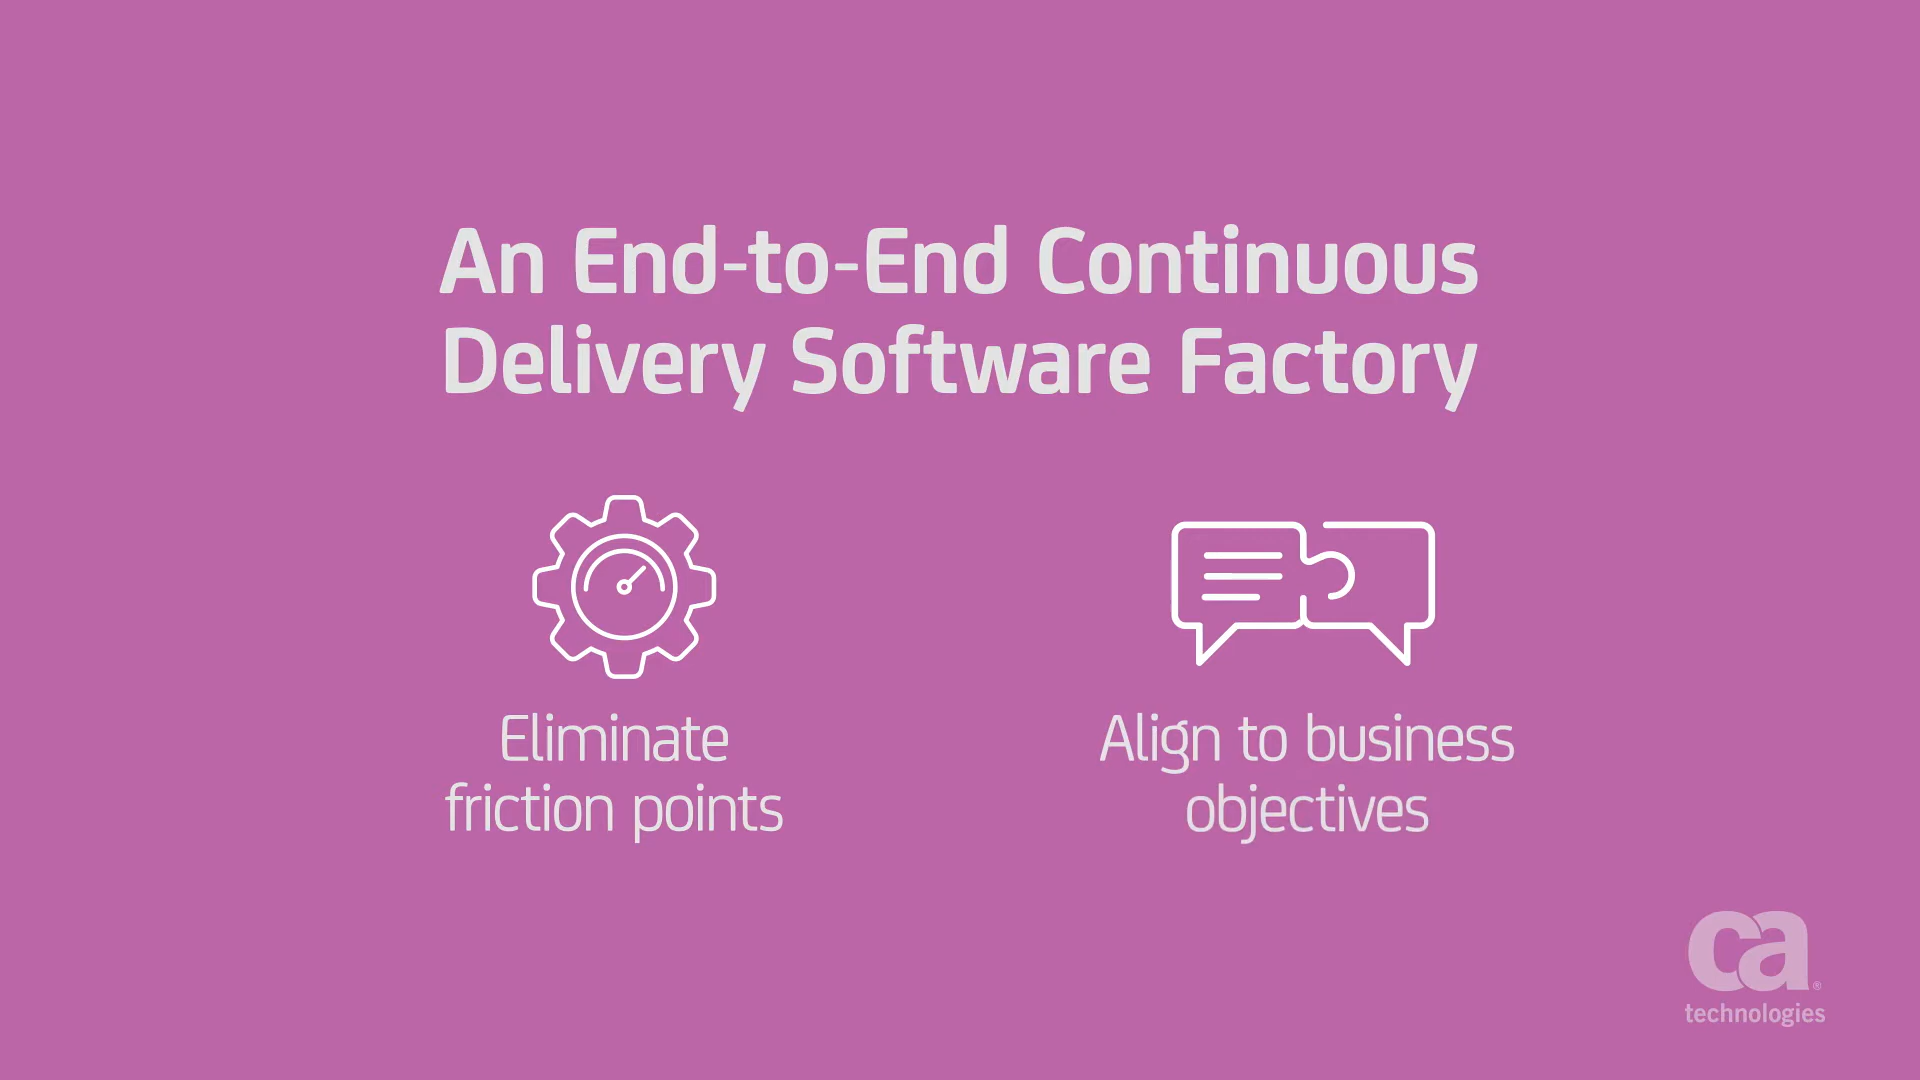 An End-to-End Continuous
Delivery Software Factory
Eliminate
friction points
Align to business
objectives
ca®
technologies